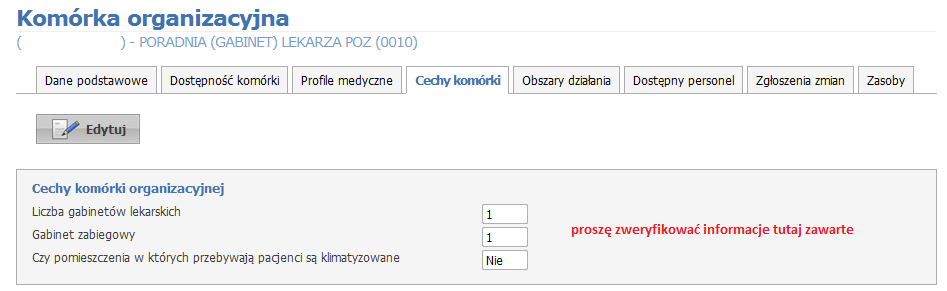 Komórka organizacyjna
( ) - PORADNIA (GABINET) LEKARZA POZ (0010)
Dane podstawowe Dostępność komórki Profile medyczne Cechy komórki Obszary działania Dostępny personel Zgłoszenia zmian Zasoby
Edytuj
Cechy komórki organizacyjnej
Liczba gabinetów lekarskich 1
Gabinet zabiegowy 1
proszę zweryfikować informacje tutaj zawarte
Czy pomieszczenia w których przebywają pacjenci są klimatyzowane Nie